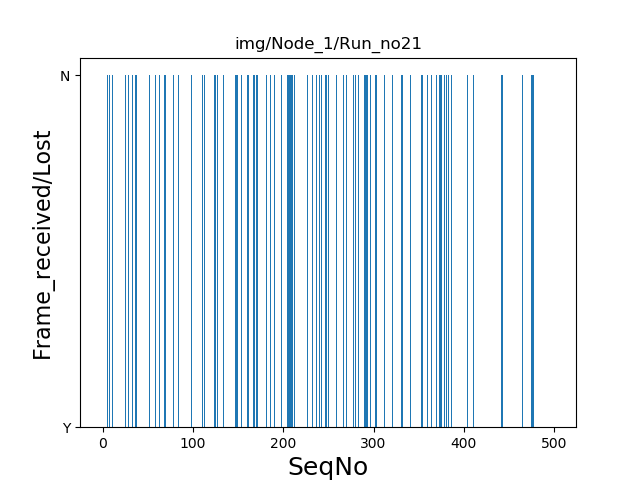 img/Node_1/Run_no21
N
Frame_received/Lost
Y
0 100 200 300 400 500
SeqNo